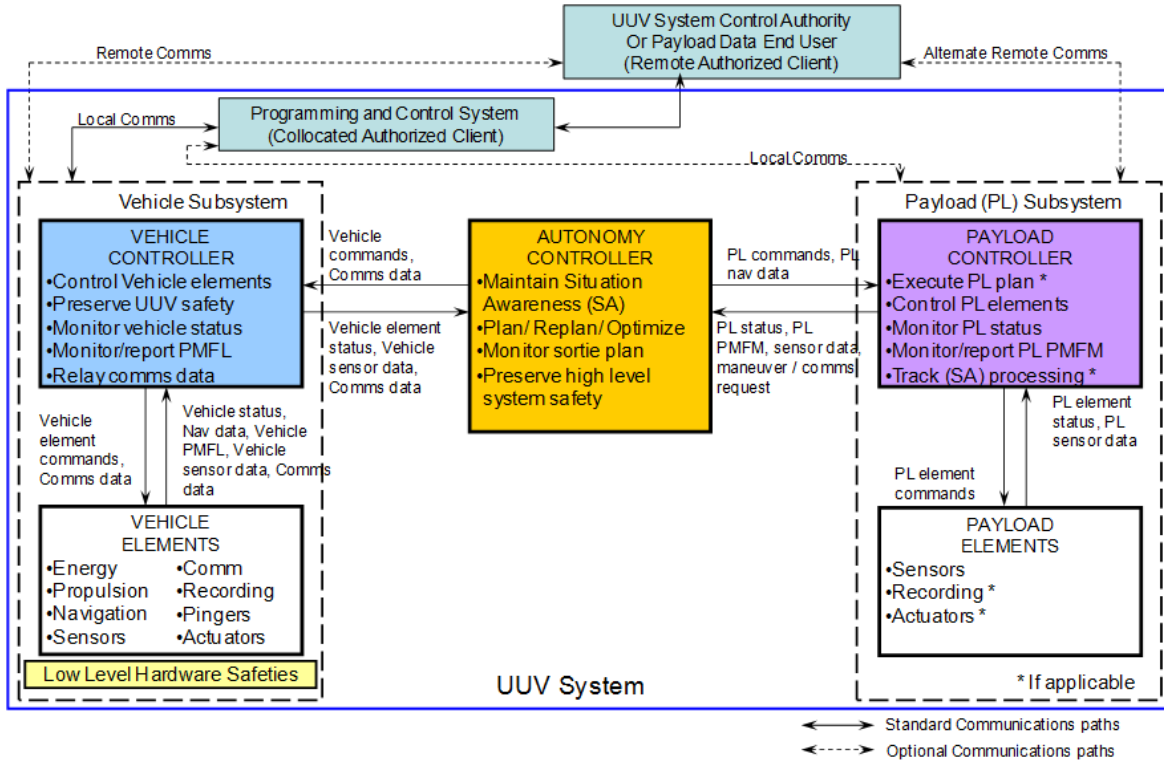 UUV System Control Authority
Or Payload Data End User
(Remote Authorized Client)
Remote Comms
Alternate Remote Comms
Programming and Control System
(Collocated Authorized Client)
Local Comms
Local Comms
Vehicle Subsystem
VEHICLE
CONTROLLER
•Control Vehicle elements
•Preserve UUV safety
•Monitor vehicle status
•Monitor/report PMFL
•Relay comms data
Vehicle
commands,
Comms data
Vehicle element
status, Vehicle
sensor data,
Comms data
AUTONOMY
CONTROLLER
•Maintain Situation
Awareness (SA)
•Plan/ Replan/ Optimize
•Monitor sortie plan
•Preserve high level
system safety
PL commands, PL
nav data
PL status, PL
PMFM, sensor data,
maneuver / comms
request
Payload (PL) Subsystem
PAYLOAD
CONTROLLER
•Execute PL plan *
•Control PL elements
•Monitor PL status
•Monitor/report PL PMFM
•Track (SA) processing *
Vehicle
element
commands,
Comms data
Vehicle status,
Nav data, Vehicle
PMFL, Vehicle
sensor data, Comms
data
PL element
status, PL
sensor data
PL element
commands
VEHICLE
ELEMENTS
•Energy
•Propulsion
•Navigation
•Sensors
•Comm
•Recording
•Pingers
•Actuators
Low Level Hardware Safeties
PAYLOAD
ELEMENTS
•Sensors
•Recording *
•Actuators *
UUV System
* If applicable
Standard Communications paths
Optional Communications paths